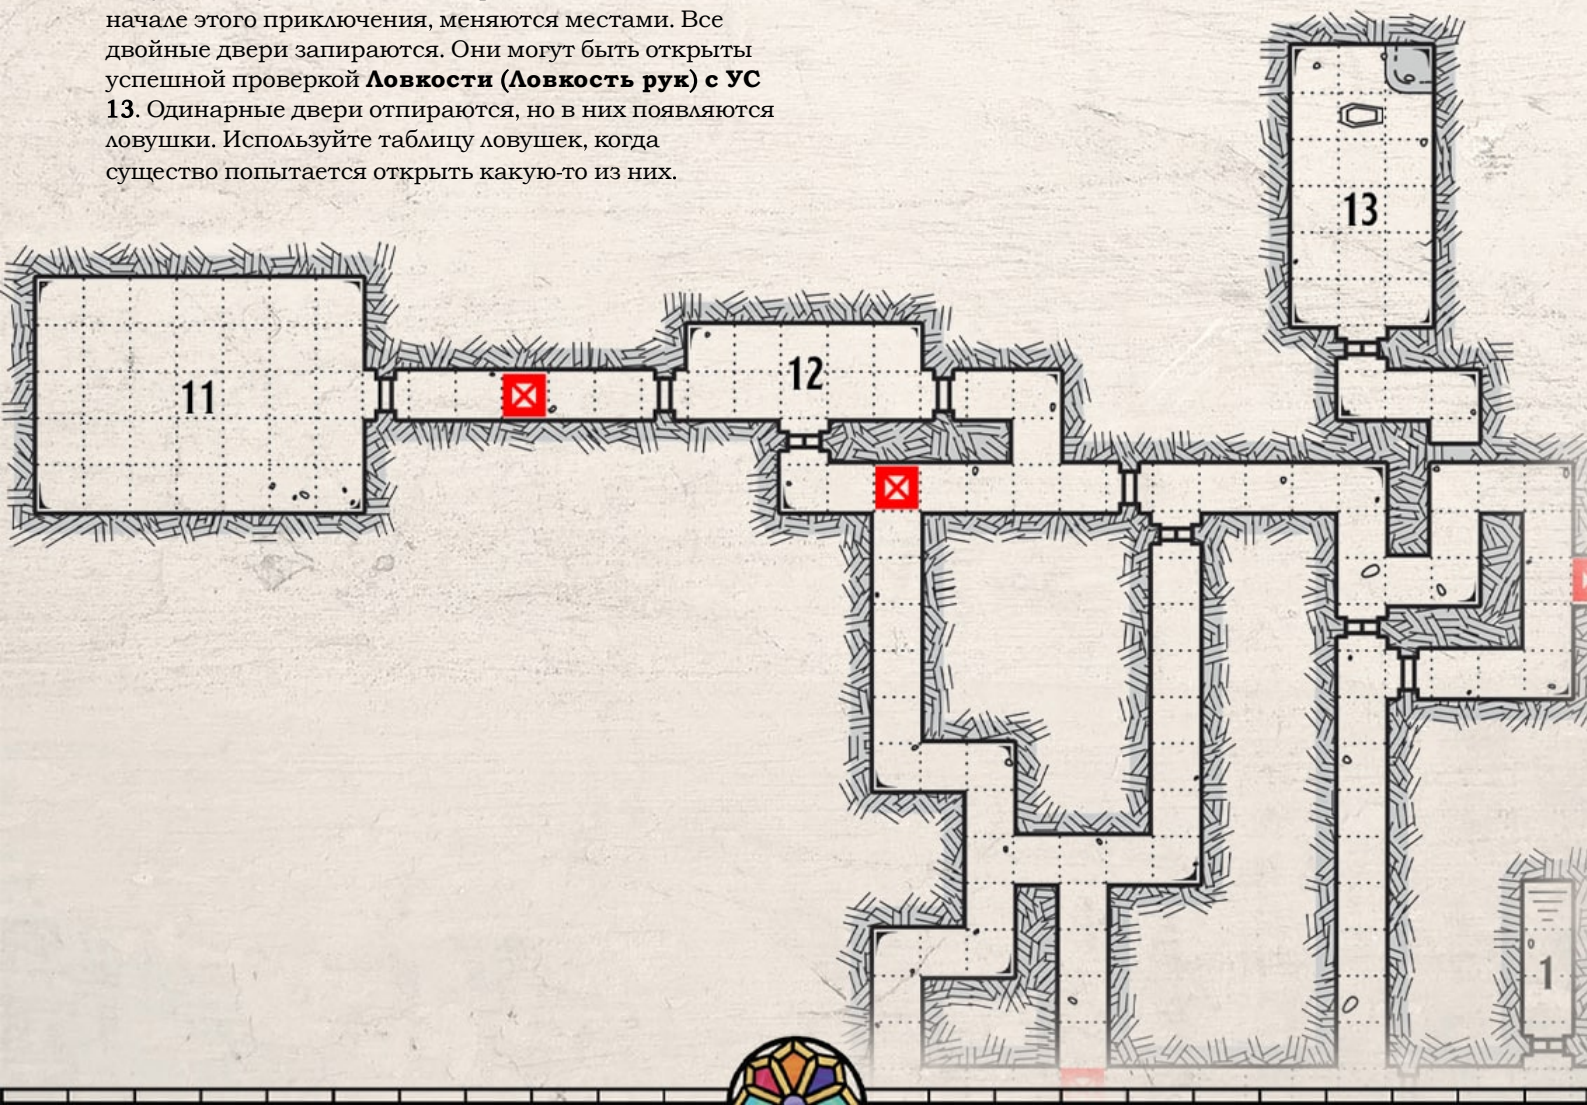 начале этого приключения, меняются местами. Все
двойные двери запираются. Они могут быть открыты
успешной проверкой Ловкости (Ловкость рук) с УС
13. Одинарные двери отпираются, но в них появляются
ловушки. Используйте таблицу ловушек, когда
существо попытается открыть какую-то из них.
13
11
12
1